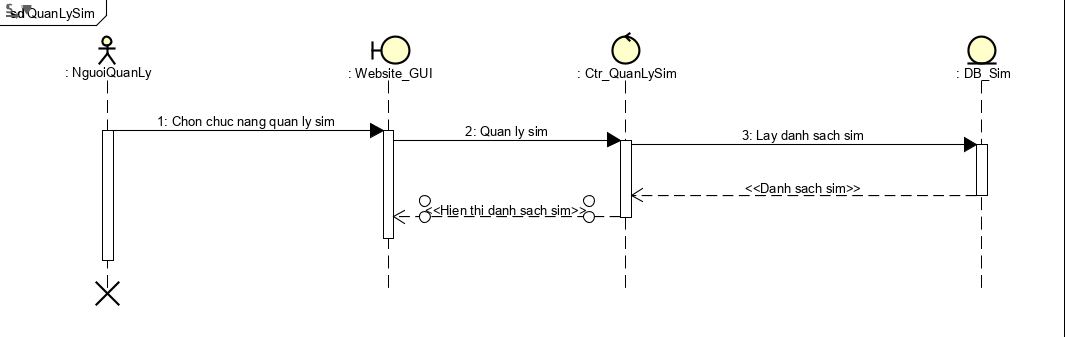 sd QuanLySim
: NguoiQuanLy
: Website_GUI
: Ctr_QuanLySim
: DB_Sim
1: Chon chuc nang quan ly sim
2: Quan ly sim
3: Lay danh sach sim
<<Danh sach sim>>
<<Hien thi danh sach sim>>